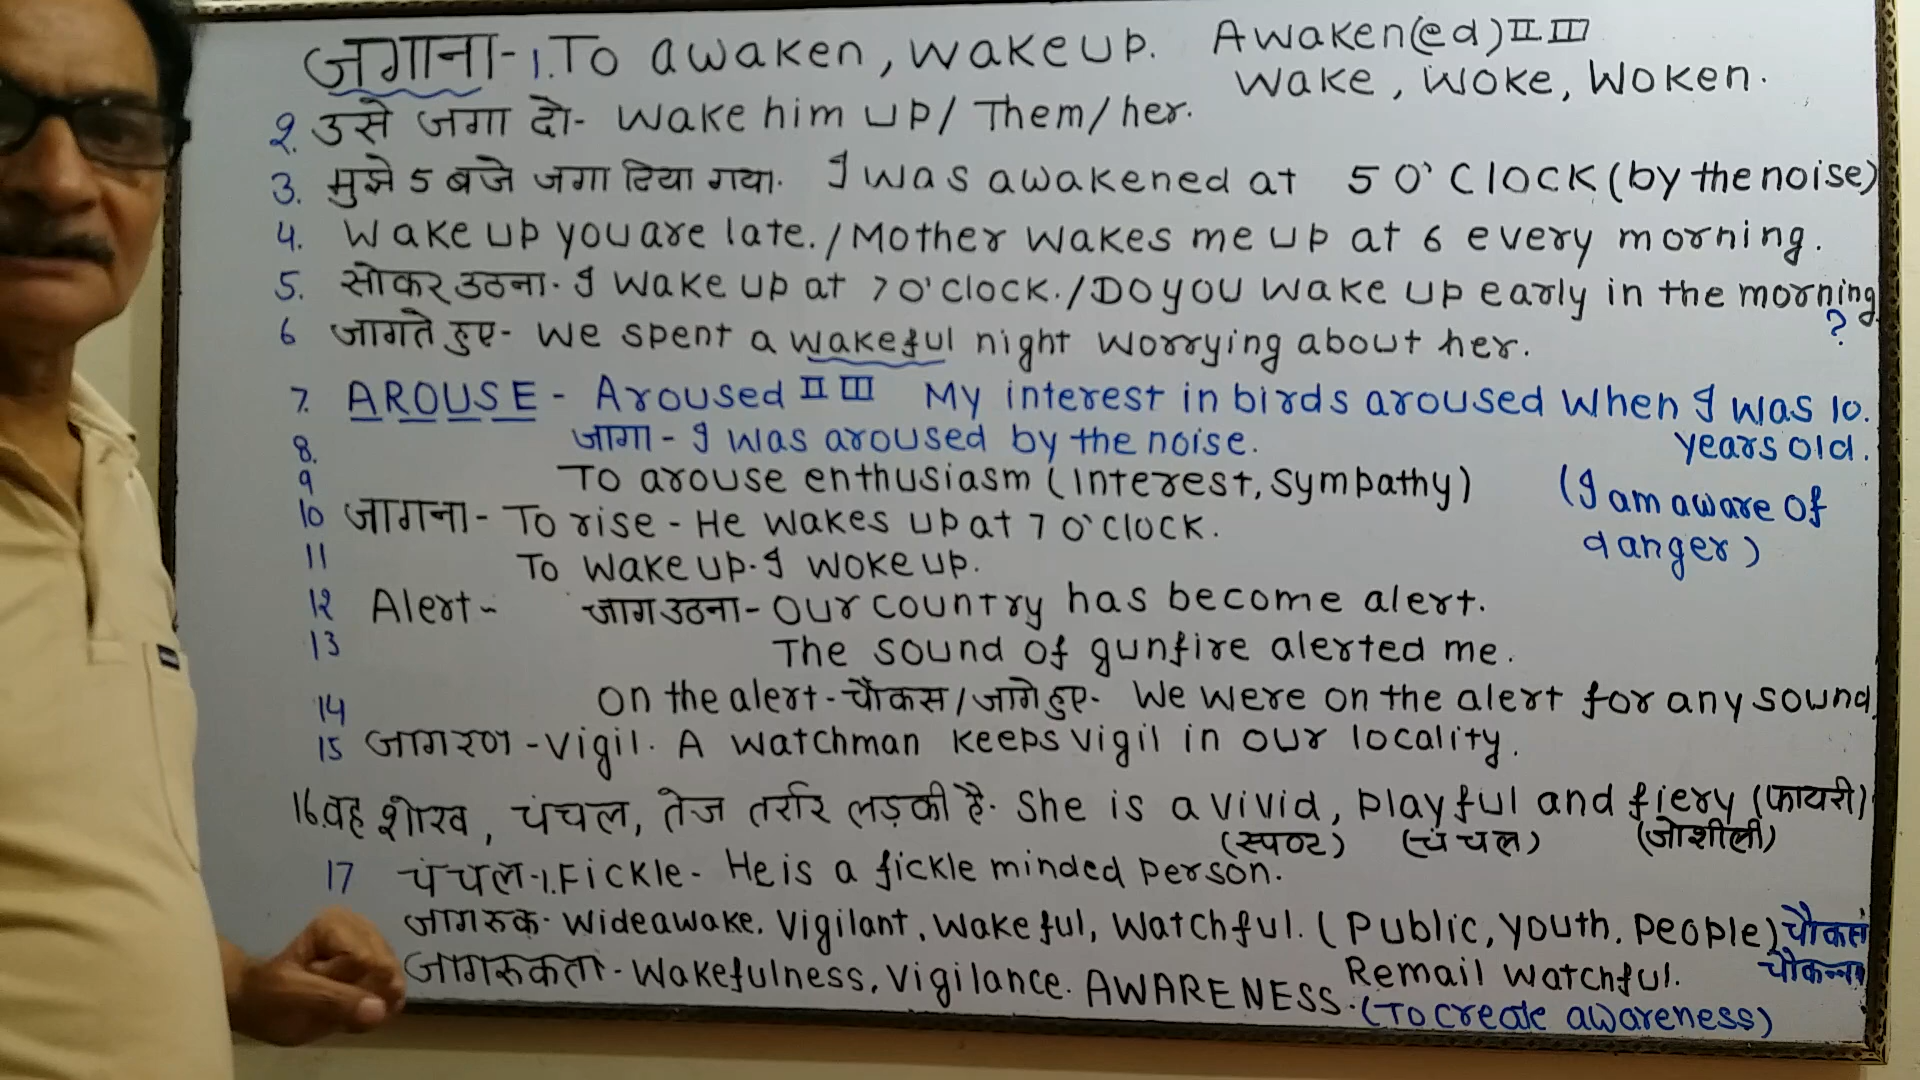 जगाना- 1. To awaken, wake up. Awaken(ed) II III
Wake, Woke, Woken.
2. उसे जगा दो- Wake him up/ Them/ her.
3. मुझे 5 बजे जगा दिया गया. I was awakened at 5 O'Clock (by the noise)
4. Wake up you are late. / Mother wakes me up at 6 every morning.
5. सोकर उठना. I wake up at 7 O'clock. / Do you wake up early in the morning
?
6 जागते हुए- We spent a wakeful night worrying about her.
7. AROUSE - Aroused II III My interest in birds aroused when I was 10.
years old.
8. जागा - I was aroused by the noise.
9 To arouse enthusiasm (Interest, Sympathy)
(I am aware of
danger)
10 जागना- To rise - He wakes up at 7 O'clock.
11 To wake up. I woke up.
12 Alert- जाग उठना- Our country has become alert.
13 The sound of gunfire alerted me.
14 On the alert - चौकस / जागे हुए- We were on the alert for any sound.
15 जागरण - Vigil. A watchman keeps vigil in our locality.
16. वह शोख, चंचल, तेज तर्रार लड़की है. She is a vivid, playful and fiery (फायरी)
(स्पष्ट) (चंचल) (जोशीली)
17 चंचल-1. Fickle- He is a fickle minded person.
जागरुक- Wideawake. Vigilant, Wakeful, Watchful. (Public, youth, people) चौकस
चौकन्ना
जागरुकता- Wakefulness, Vigilance. AWARENESS. Remail watchful.
(To create awareness)